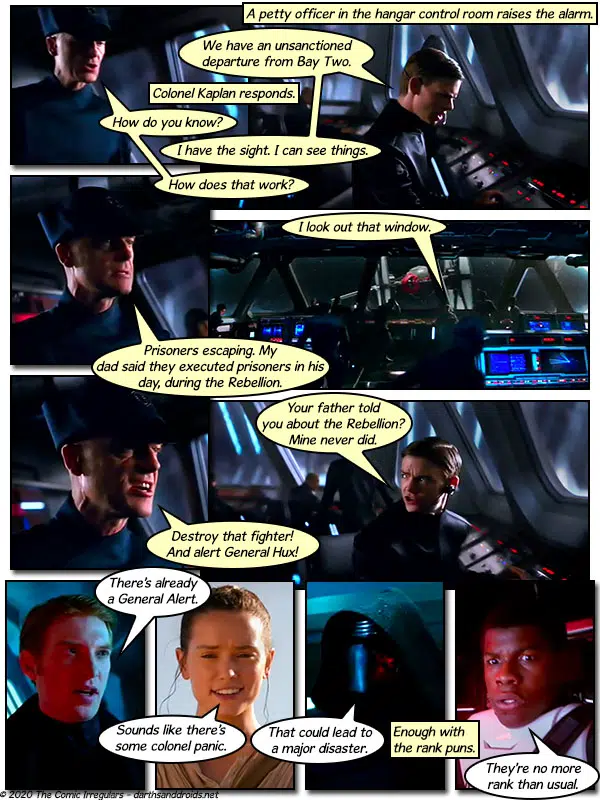 A petty officer in the hangar control room raises the alarm.
We have an unsanctioned
departure from Bay Two.
Colonel Kaplan responds.
How do you know?
I have the sight. I can see things.
How does that work?
I look out that window.
Prisoners escaping. My
dad said they executed prisoners in his
day, during the Rebellion.
Your father told
you about the Rebellion?
Mine never did.
Destroy that fighter!
And alert General Hux!
There's already
a General Alert.
Sounds like there's
some colonel panic.
That could lead to
a major disaster.
Enough with
the rank puns.
They're no more
rank than usual.
© 2020 The Comic Irregulars – darthsanddroids.net